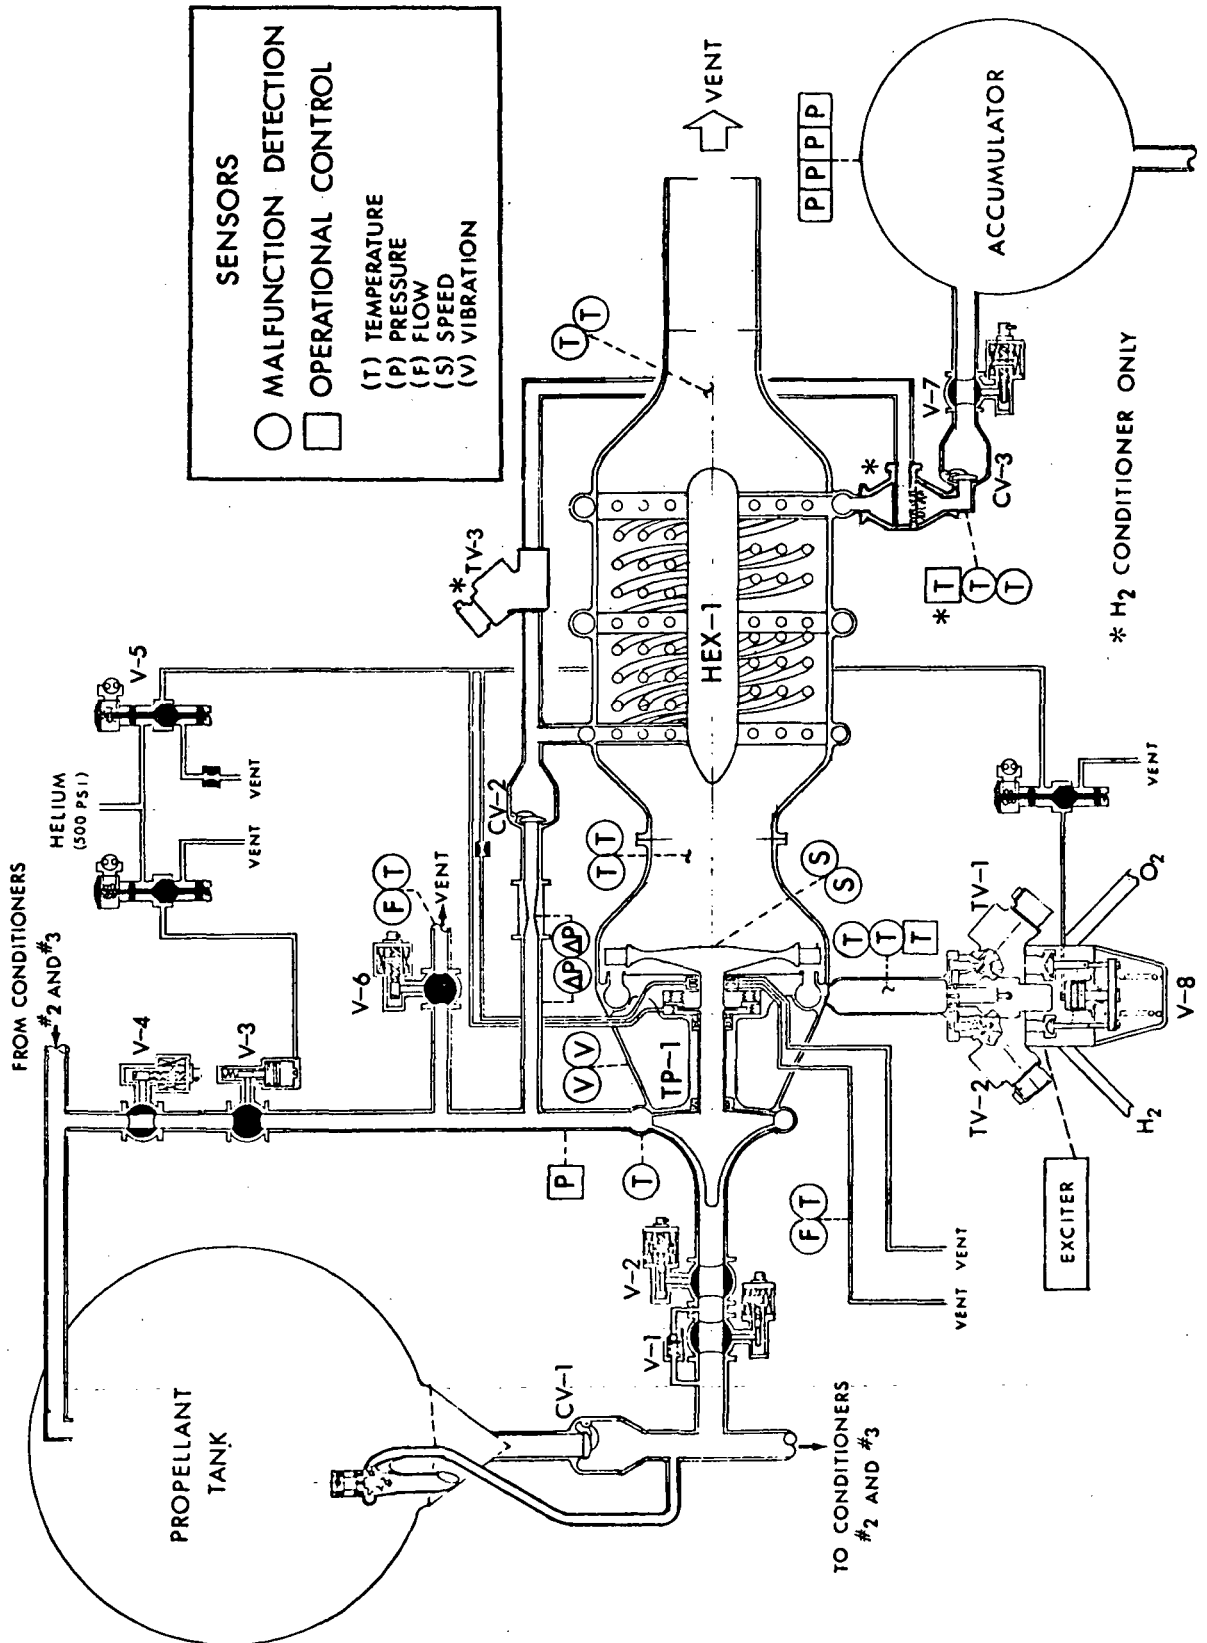 SENSORS
MALFUNCTION DETECTION
OPERATIONAL CONTROL
(T) TEMPERATURE
(P) PRESSURE
(F) FLOW
(S) SPEED
(V) VIBRATION
FROM CONDITIONERS
#2 AND #3
HELIUM
(500 PSI)
V-5
VENT
VENT
V-4
V-3
V-6
F T
VENT
CV-2
* TV-3
T T
VENT
P P P P
ACCUMULATOR
PROPELLANT
TANK
P
T
V V
ΔP ΔP
T T
S S
HEX-1
TP-1
*
V-7
CV-3
* T T T
* H2 CONDITIONER ONLY
CV-1
V-1
V-2
F T
T T T
TV-1
TV-2
O2
H2
V-8
VENT
EXCITER
VENT
VENT
TO CONDITIONERS
#2 AND #3